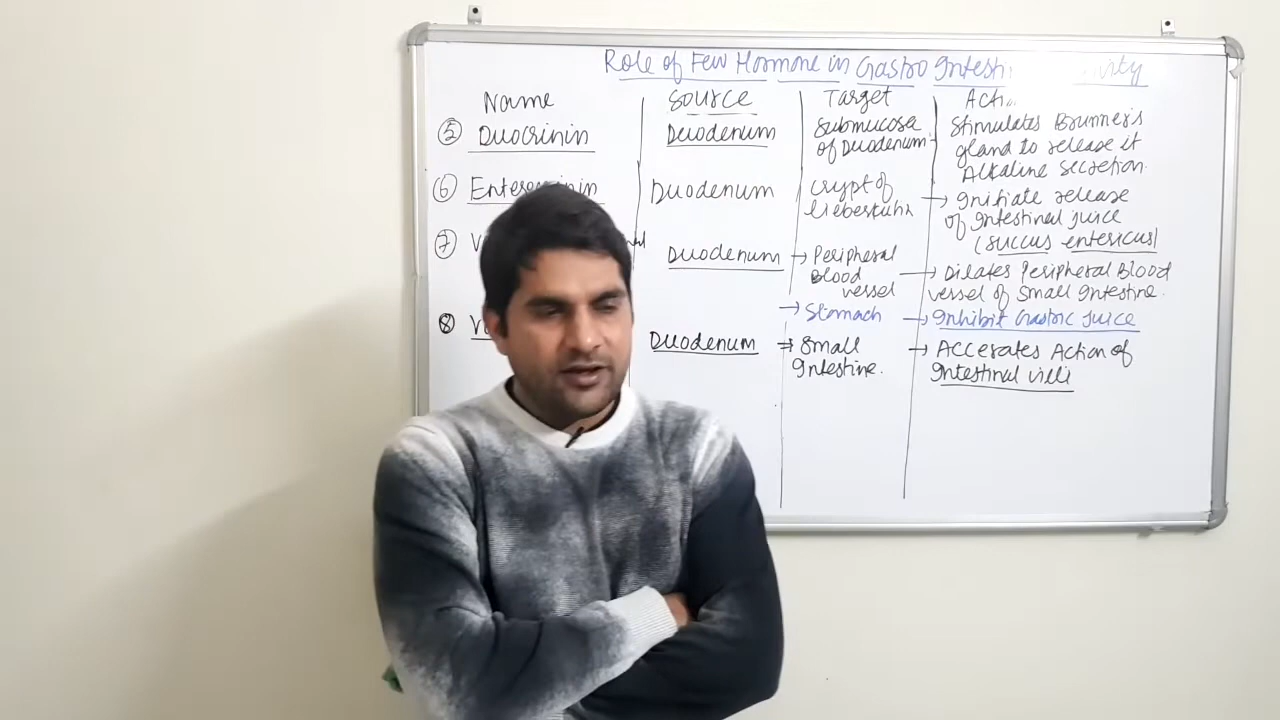 Role of Few Hormone in Gastro Intesti
Name Source Target Acti
⑤ Duocrinin Duodenum Submucosa of Duodenum Stimulates Brunner's gland to release it Alkaline secretion.
⑥ Duodenum Crypt of Lieberkuhn → Initiate release of Intestinal juice (succus entericus)
⑦ Duodenum → Peripheral Blood vessel → Dilates Peripheral Blood vessel of Small Intestine.
→ Stomach → Inhibit Gastric Juice
⑧ Duodenum → Small Intestine. → Accerates Action of Intestinal villi